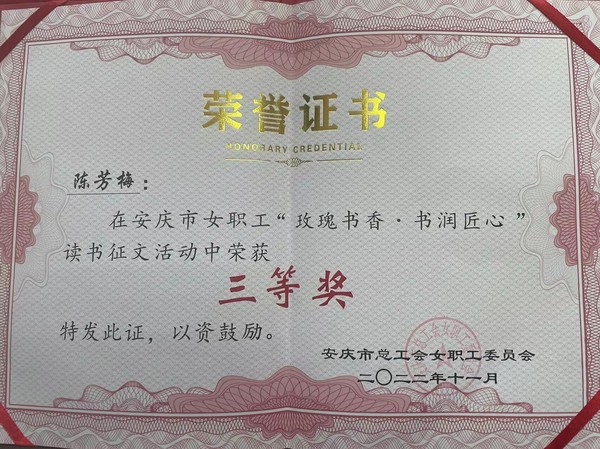 荣誉证书
HONORARY CREDENTIAL
陈芳梅：
在安庆市女职工“玫瑰书香·书润匠心”
读书征文活动中荣获
三等奖
特发此证，以资鼓励。
安庆市总工会女职工委员会
二〇二二年十一月